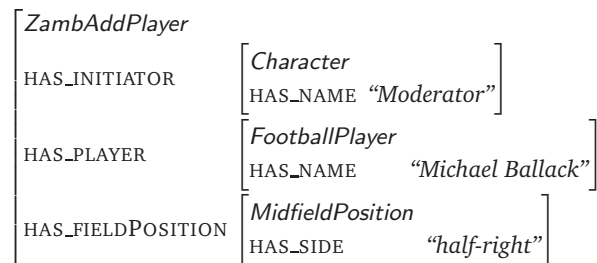 ZambAddPlayer
HAS_INITIATOR
Character
HAS_NAME “Moderator”
HAS_PLAYER
FootballPlayer
HAS_NAME “Michael Ballack”
HAS_FIELDPOSITION
MidfieldPosition
HAS_SIDE “half-right”